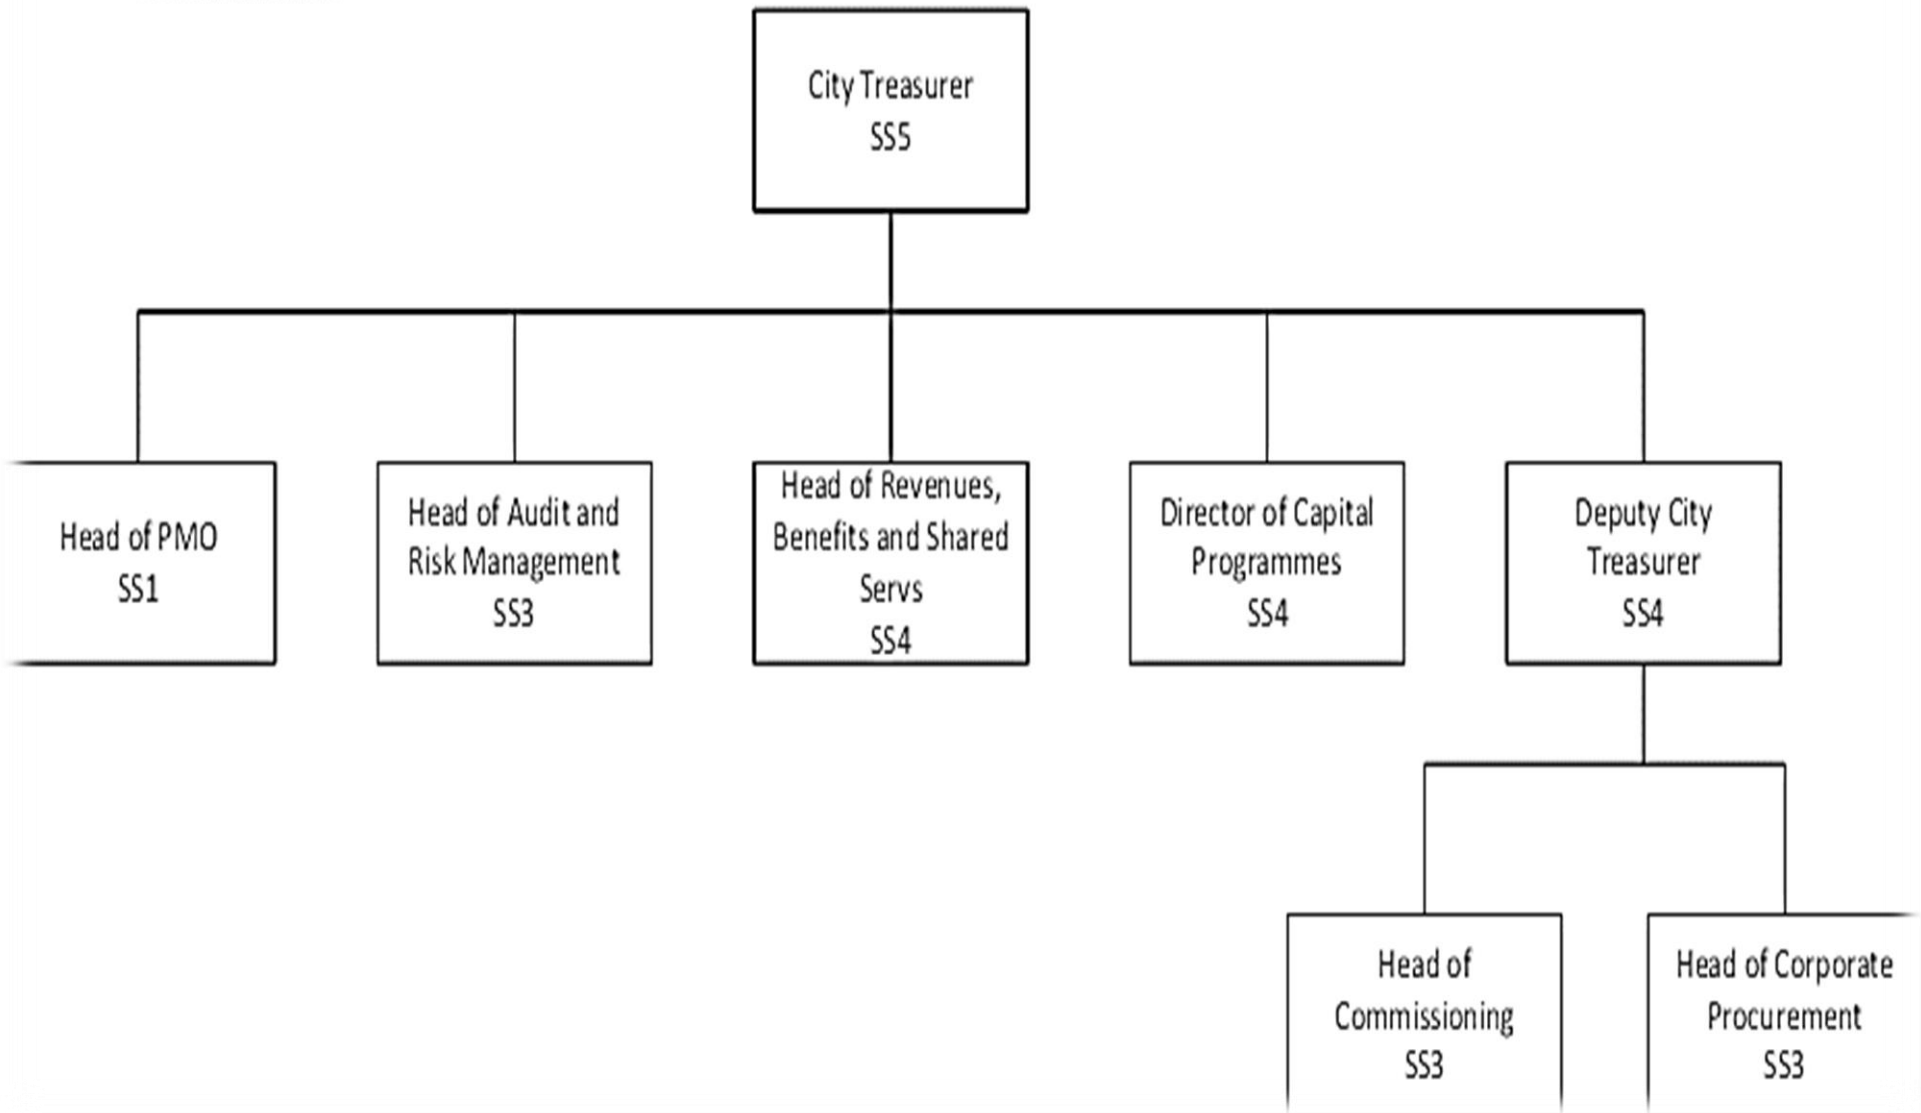 City Treasurer
SS5
Head of PMO
SS1
Head of Audit and
Risk Management
SS3
Head of Revenues,
Benefits and Shared
Servs
SS4
Director of Capital
Programmes
SS4
Deputy City
Treasurer
SS4
Head of
Commissioning
SS3
Head of Corporate
Procurement
SS3